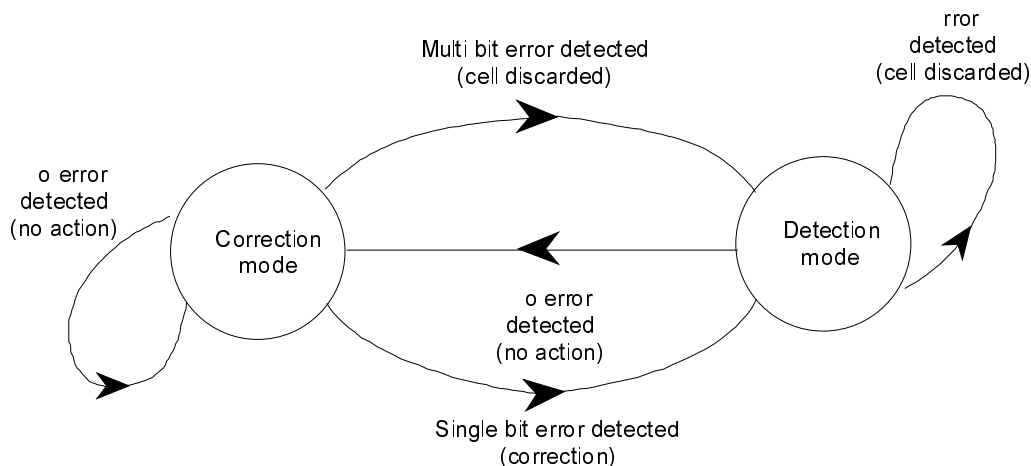 Multi bit error detected
(cell discarded)
rror
detected
(cell discarded)
o error
detected
(no action)
Correction
mode
Detection
mode
o error
detected
(no action)
Single bit error detected
(correction)